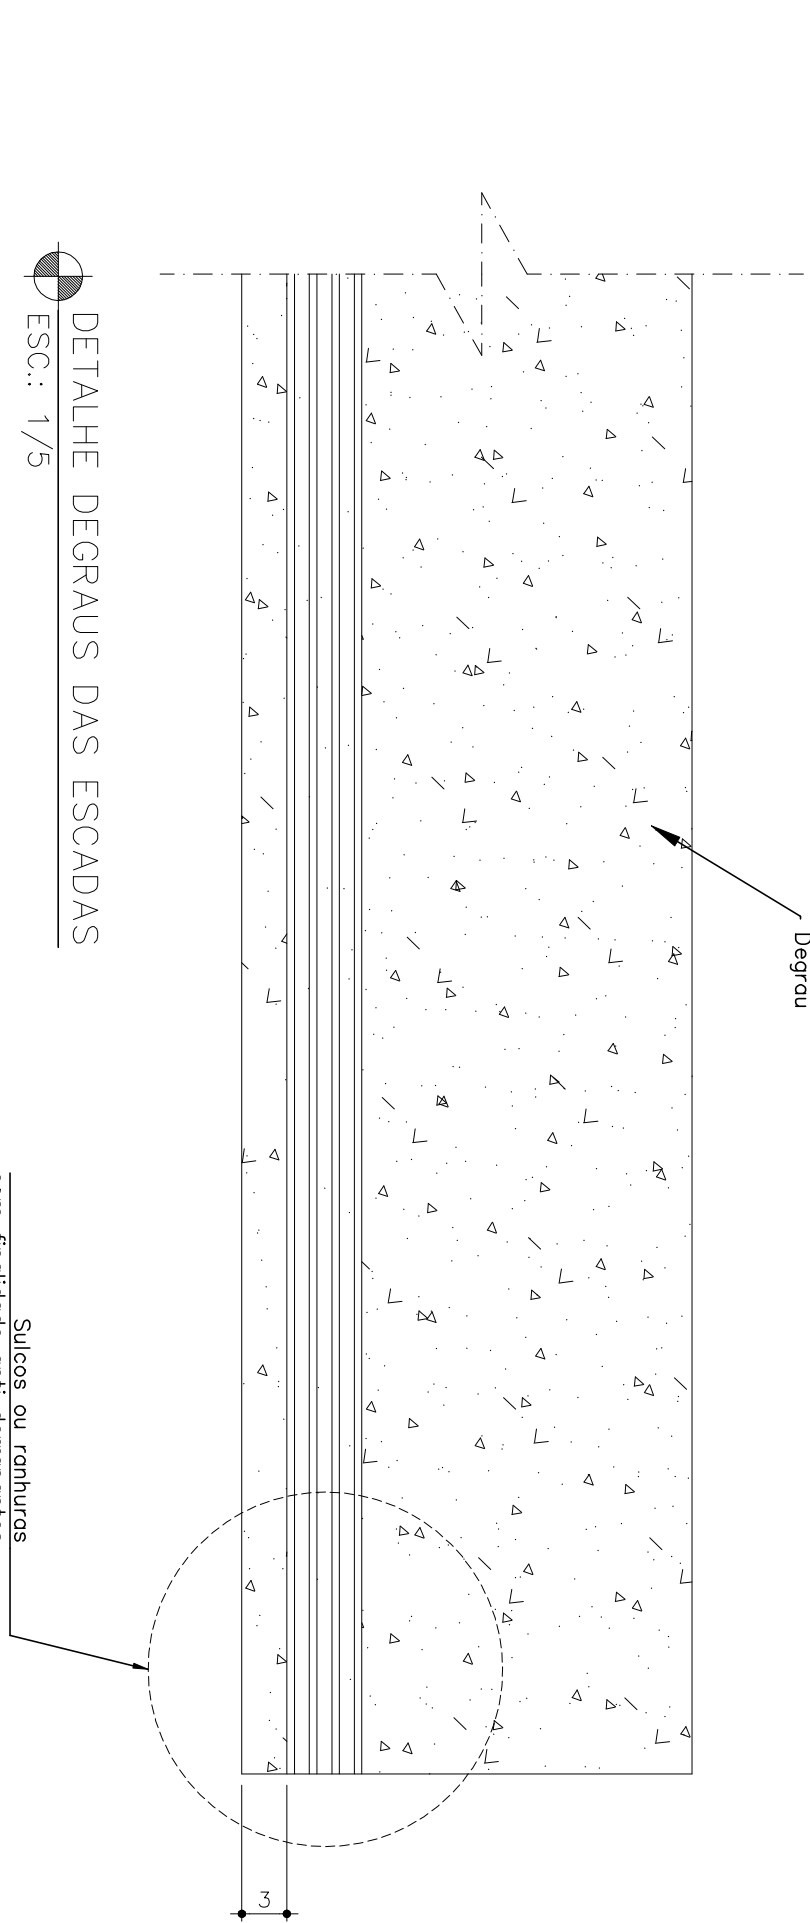 Degrau
3
Sulcos ou ranhuras
DETALHE DEGRAUS DAS ESCADAS
ESC.: 1/5